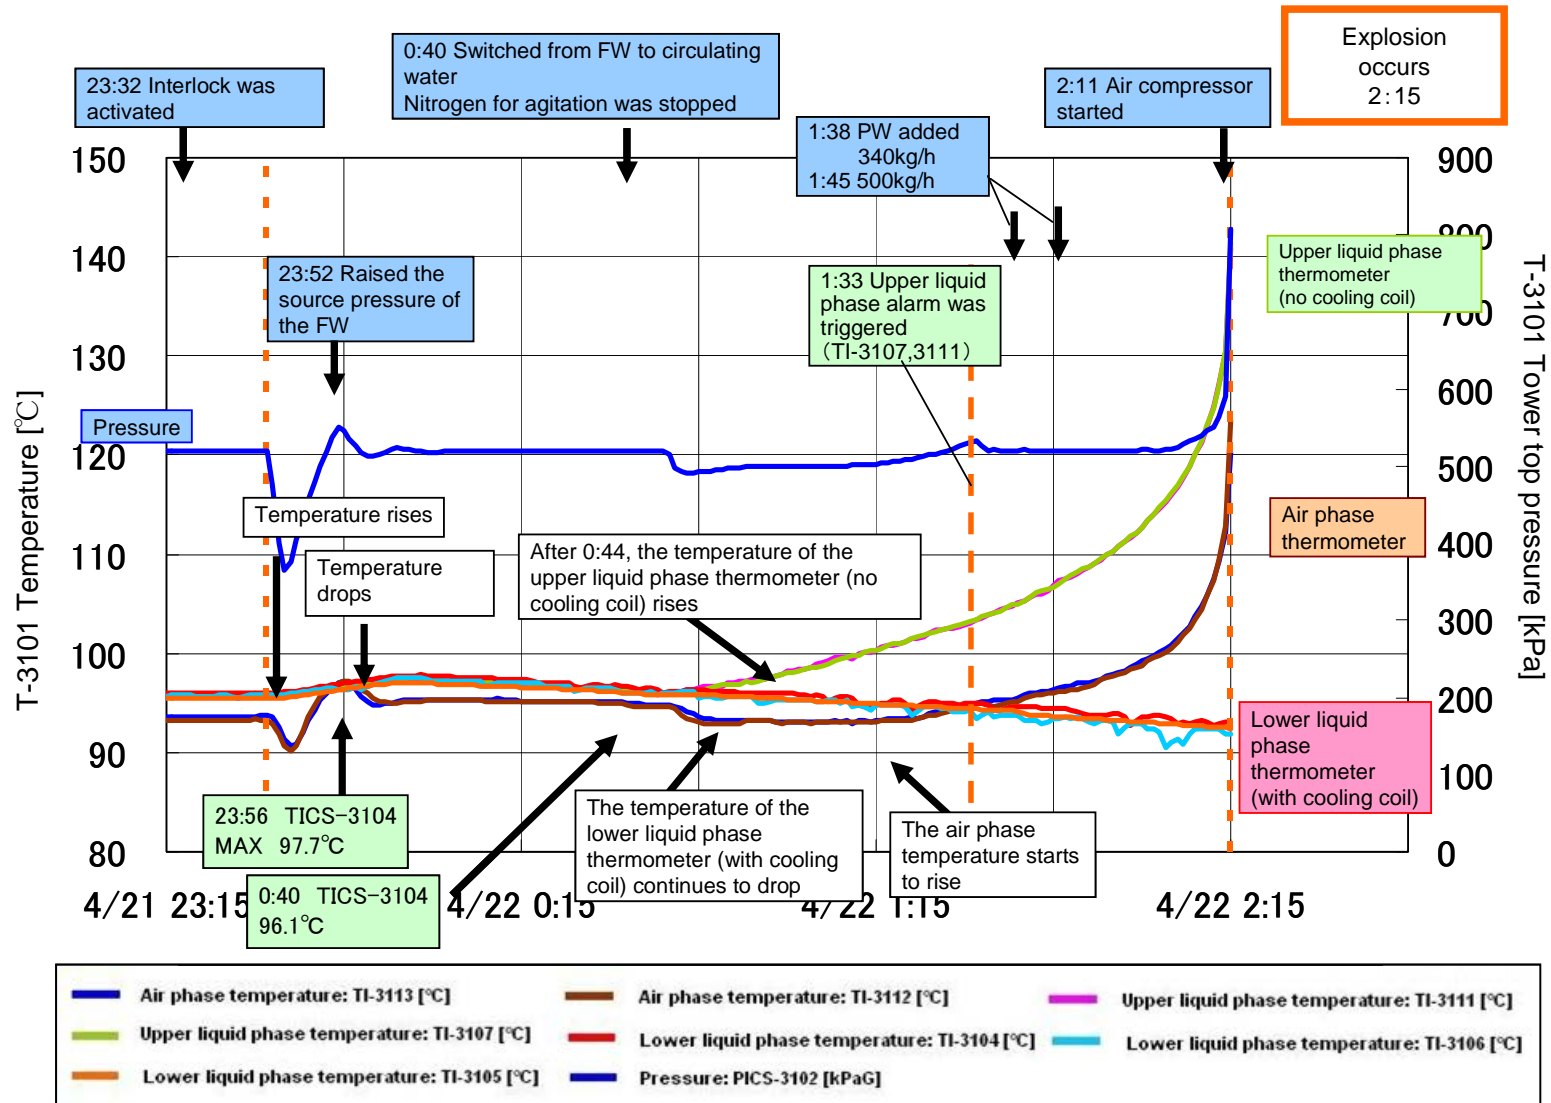 Explosion
occurs
2:15
0:40 Switched from FW to circulating
water
Nitrogen for agitation was stopped
23:32 Interlock was
activated
2:11 Air compressor
started
1:38 PW added
340kg/h
1:45 500kg/h
150
140
130
120
110
100
90
80
900
800
700
600
500
400
300
200
100
0
T-3101 Temperature [℃]
T-3101 Tower top pressure [kPa]
23:52 Raised the
source pressure of
the FW
1:33 Upper liquid
phase alarm was
triggered
(TI-3107,3111)
Upper liquid phase
thermometer
(no cooling coil)
Pressure
Temperature rises
Temperature
drops
After 0:44, the temperature of the
upper liquid phase thermometer (no
cooling coil) rises
Air phase
thermometer
Lower liquid
phase
thermometer
(with cooling coil)
23:56 TICS-3104
MAX 97.7℃
0:40 TICS-3104
96.1℃
The temperature of the
lower liquid phase
thermometer (with cooling
coil) continues to drop
The air phase
temperature starts
to rise
4/21 23:15
4/22 0:15
4/22 1:15
4/22 2:15
Air phase temperature: TI-3113 [℃]
Air phase temperature: TI-3112 [℃]
Upper liquid phase temperature: TI-3111 [℃]
Upper liquid phase temperature: TI-3107 [℃]
Lower liquid phase temperature: TI-3104 [℃]
Lower liquid phase temperature: TI-3106 [℃]
Lower liquid phase temperature: TI-3105 [℃]
Pressure: PICS-3102 [kPaG]